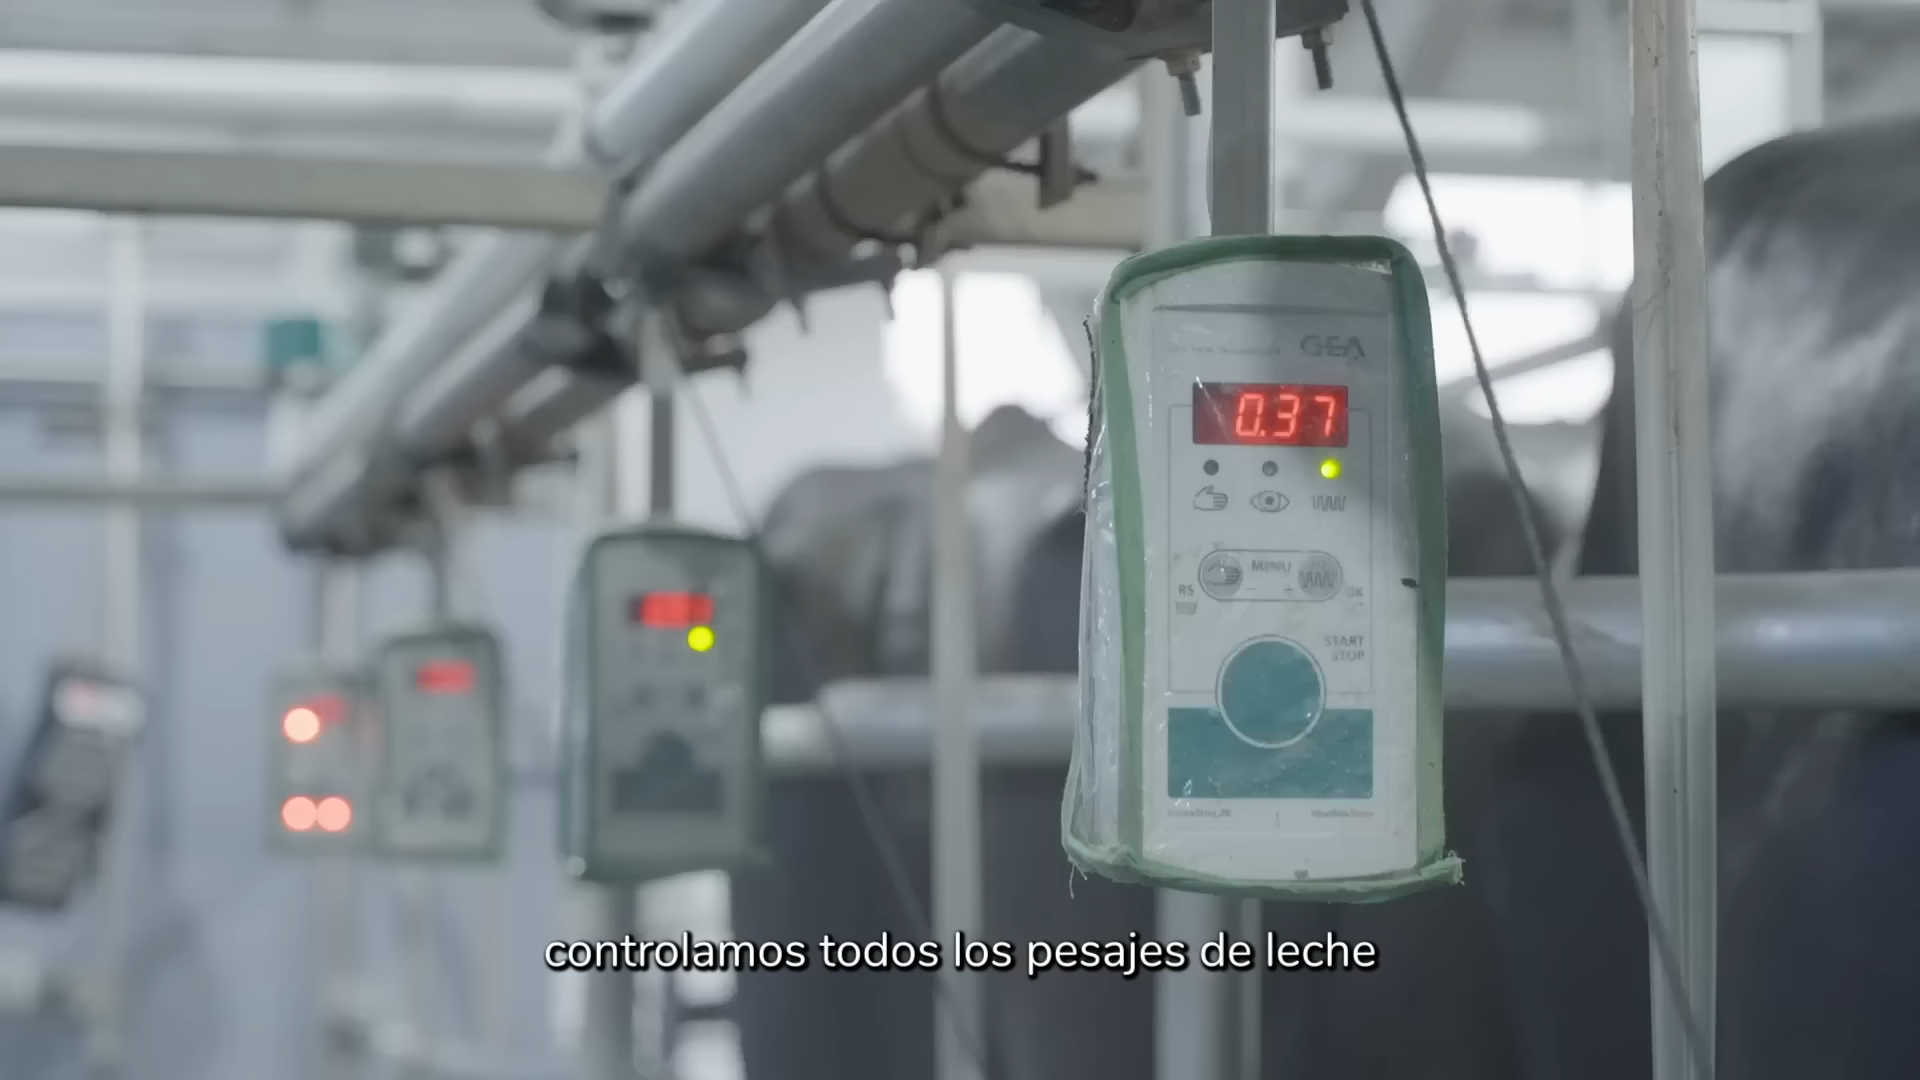 GEA
0.37
MENU
RS
- +
OK
START
STOP
controlamos todos los pesajes de leche